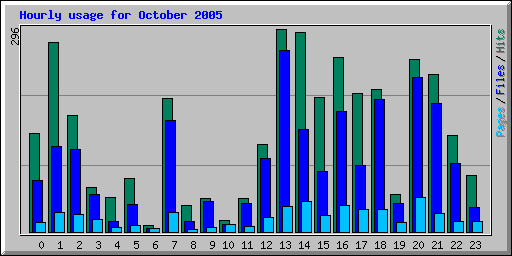 Hourly usage for October 2005
296
Pages/Files/Hits
0 1 2 3 4 5 6 7 8 9 10 11 12 13 14 15 16 17 18 19 20 21 22 23